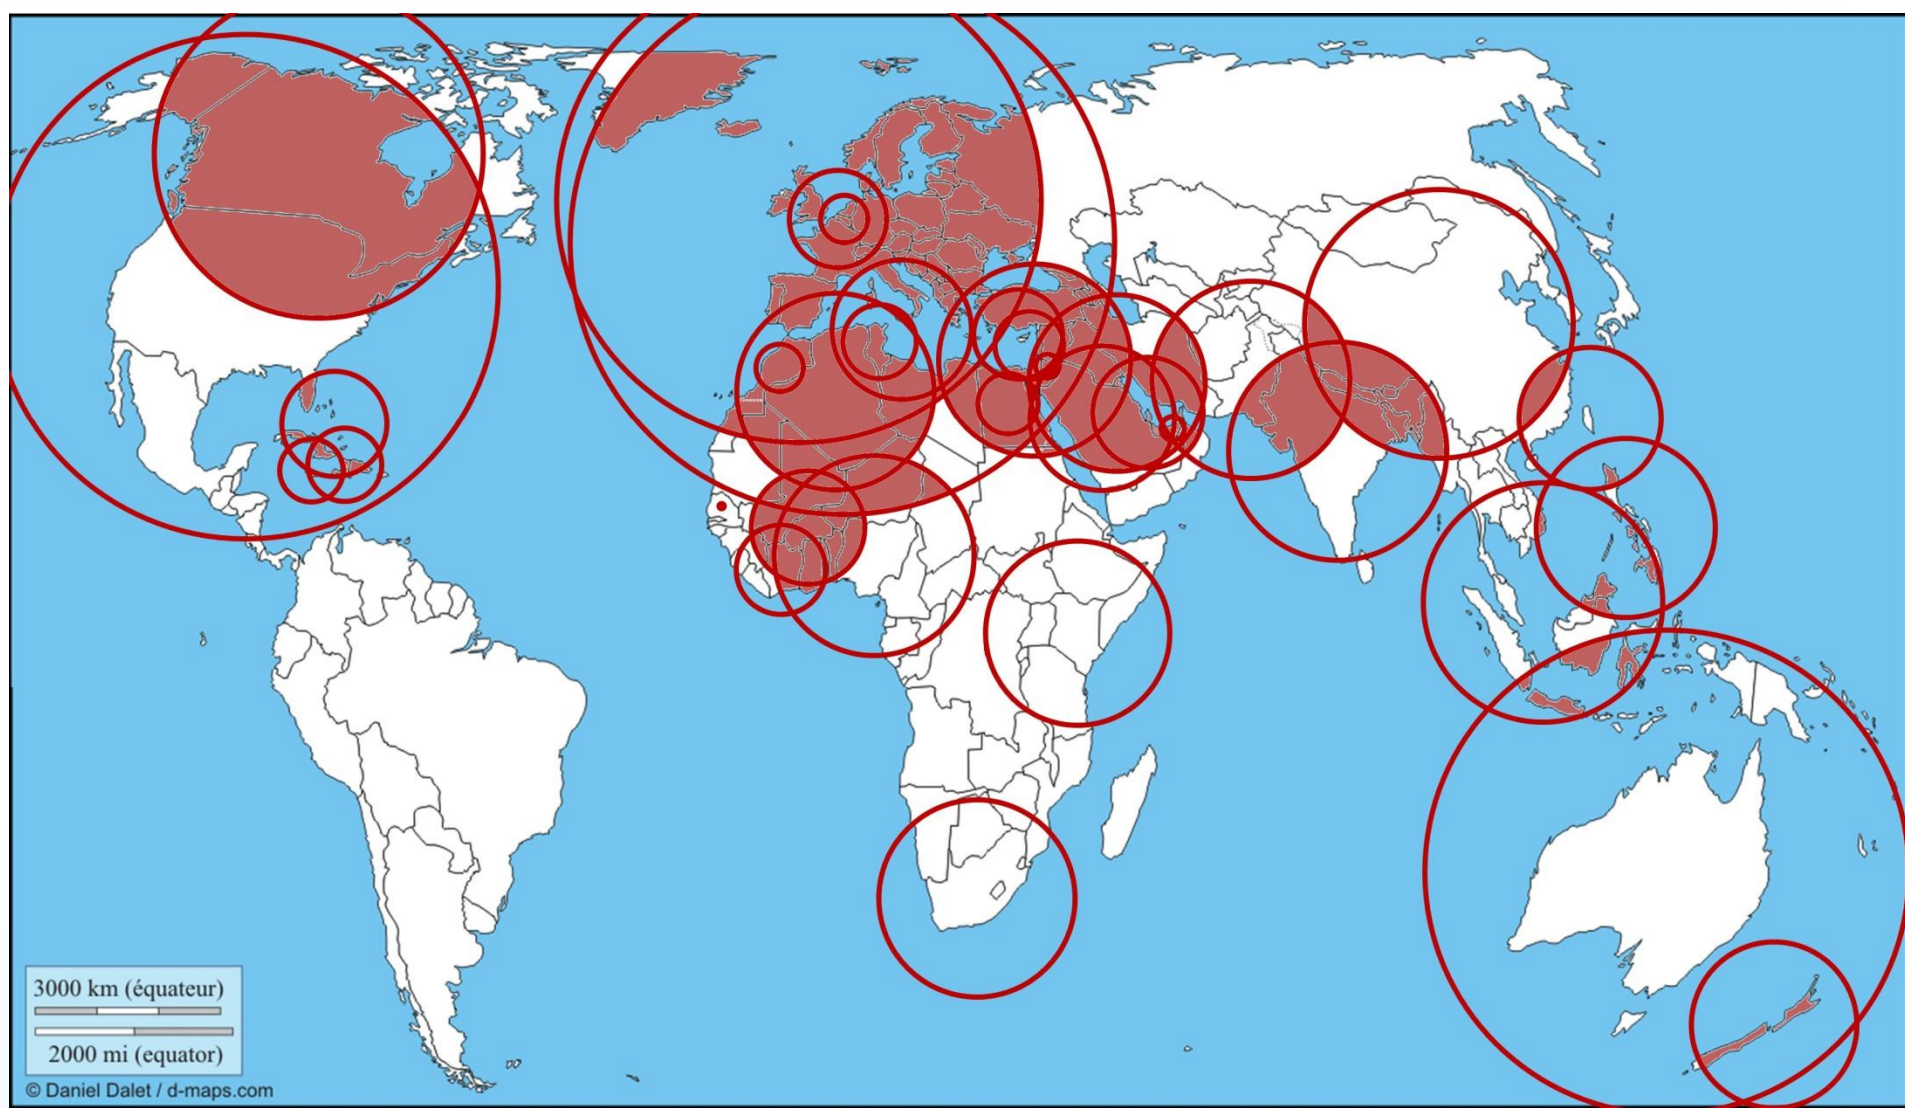 3000 km (équateur)
2000 mi (equator)
© Daniel Dalet / d-maps.com